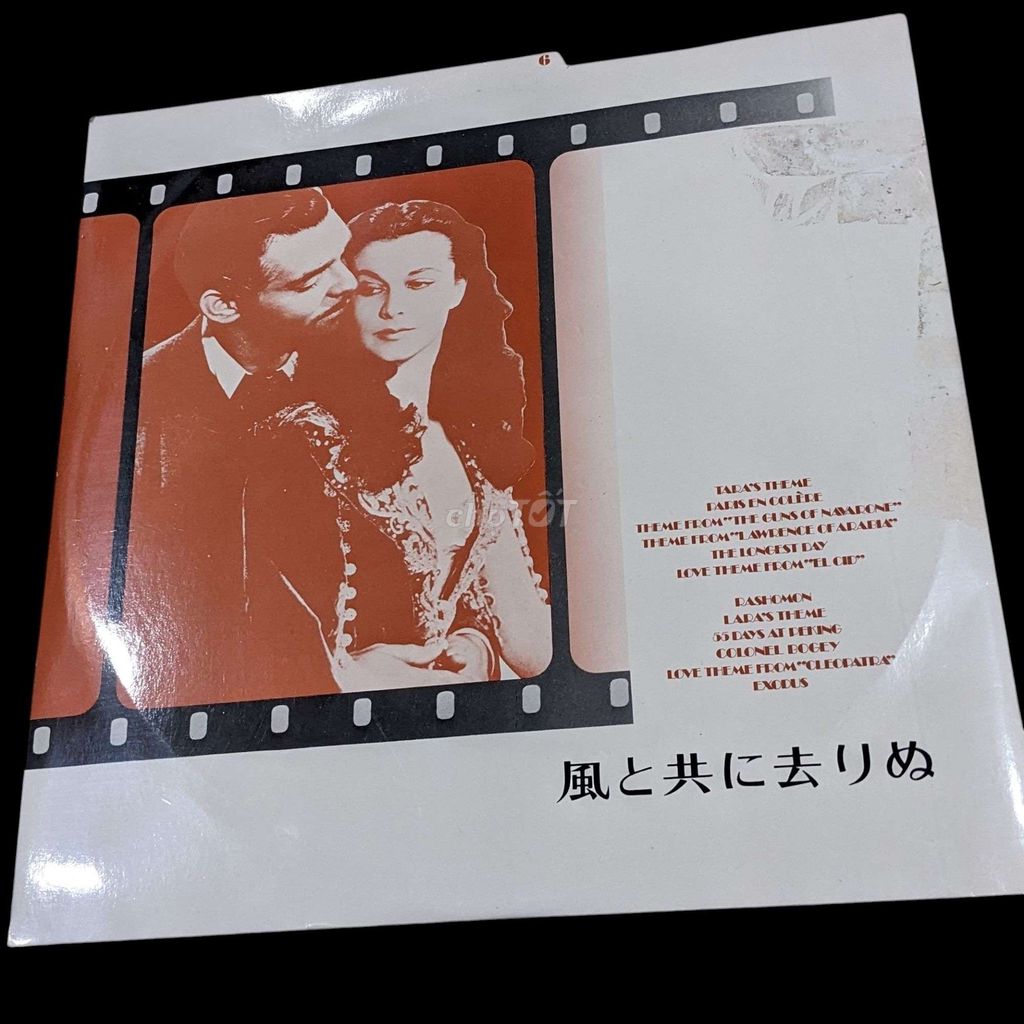 6
TARA'S THEME
PARIS EN COLÈRE
THEME FROM "THE GUNS OF NAVARONE"
THEME FROM "LAWRENCE OF ARABIA"
THE LONGEST DAY
LOVE THEME FROM "EL CID"
RASHOMON
LARA'S THEME
55 DAYS AT PEKING
COLONEL BOGEY
LOVE THEME FROM "CLEOPATRA"
EXODUS
風と共に去りぬ
chợTỐT